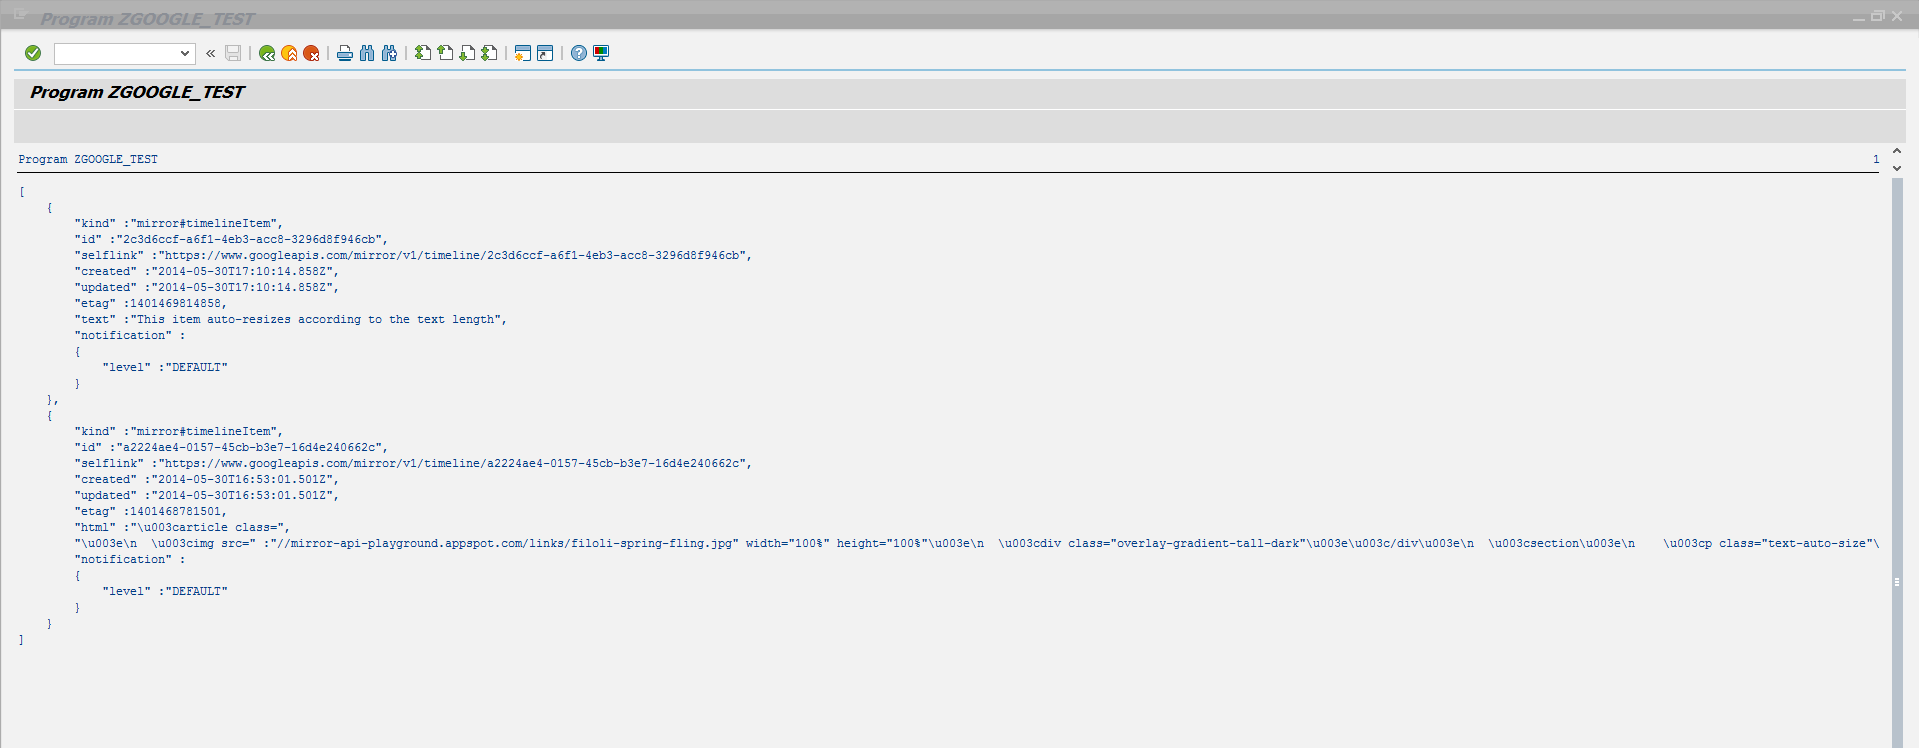 Program ZGOOGLE_TEST
Program ZGOOGLE_TEST
Program ZGOOGLE_TEST 1
[
    {
        "kind" :"mirror#timelineItem",
        "id" :"2c3d6ccf-a6f1-4eb3-acc8-3296d8f946cb",
        "selflink" :"https://www.googleapis.com/mirror/v1/timeline/2c3d6ccf-a6f1-4eb3-acc8-3296d8f946cb",
        "created" :"2014-05-30T17:10:14.858Z",
        "updated" :"2014-05-30T17:10:14.858Z",
        "etag" :1401469814858,
        "text" :"This item auto-resizes according to the text length",
        "notification" :
        {
            "level" :"DEFAULT"
        }
    },
    {
        "kind" :"mirror#timelineItem",
        "id" :"a2224ae4-0157-45cb-b3e7-16d4e240662c",
        "selflink" :"https://www.googleapis.com/mirror/v1/timeline/a2224ae4-0157-45cb-b3e7-16d4e240662c",
        "created" :"2014-05-30T16:53:01.501Z",
        "updated" :"2014-05-30T16:53:01.501Z",
        "etag" :1401468781501,
        "html" :"\u003carticle class=",
        "\u003e\n  \u003cimg src=" :"//mirror-api-playground.appspot.com/links/filoli-spring-fling.jpg" width="100%" height="100%"\u003e\n  \u003cdiv class="overlay-gradient-tall-dark"\u003e\u003c/div\u003e\n  \u003csection\u003e\n    \u003cp class="text-auto-size"\
        "notification" :
        {
            "level" :"DEFAULT"
        }
    }
]